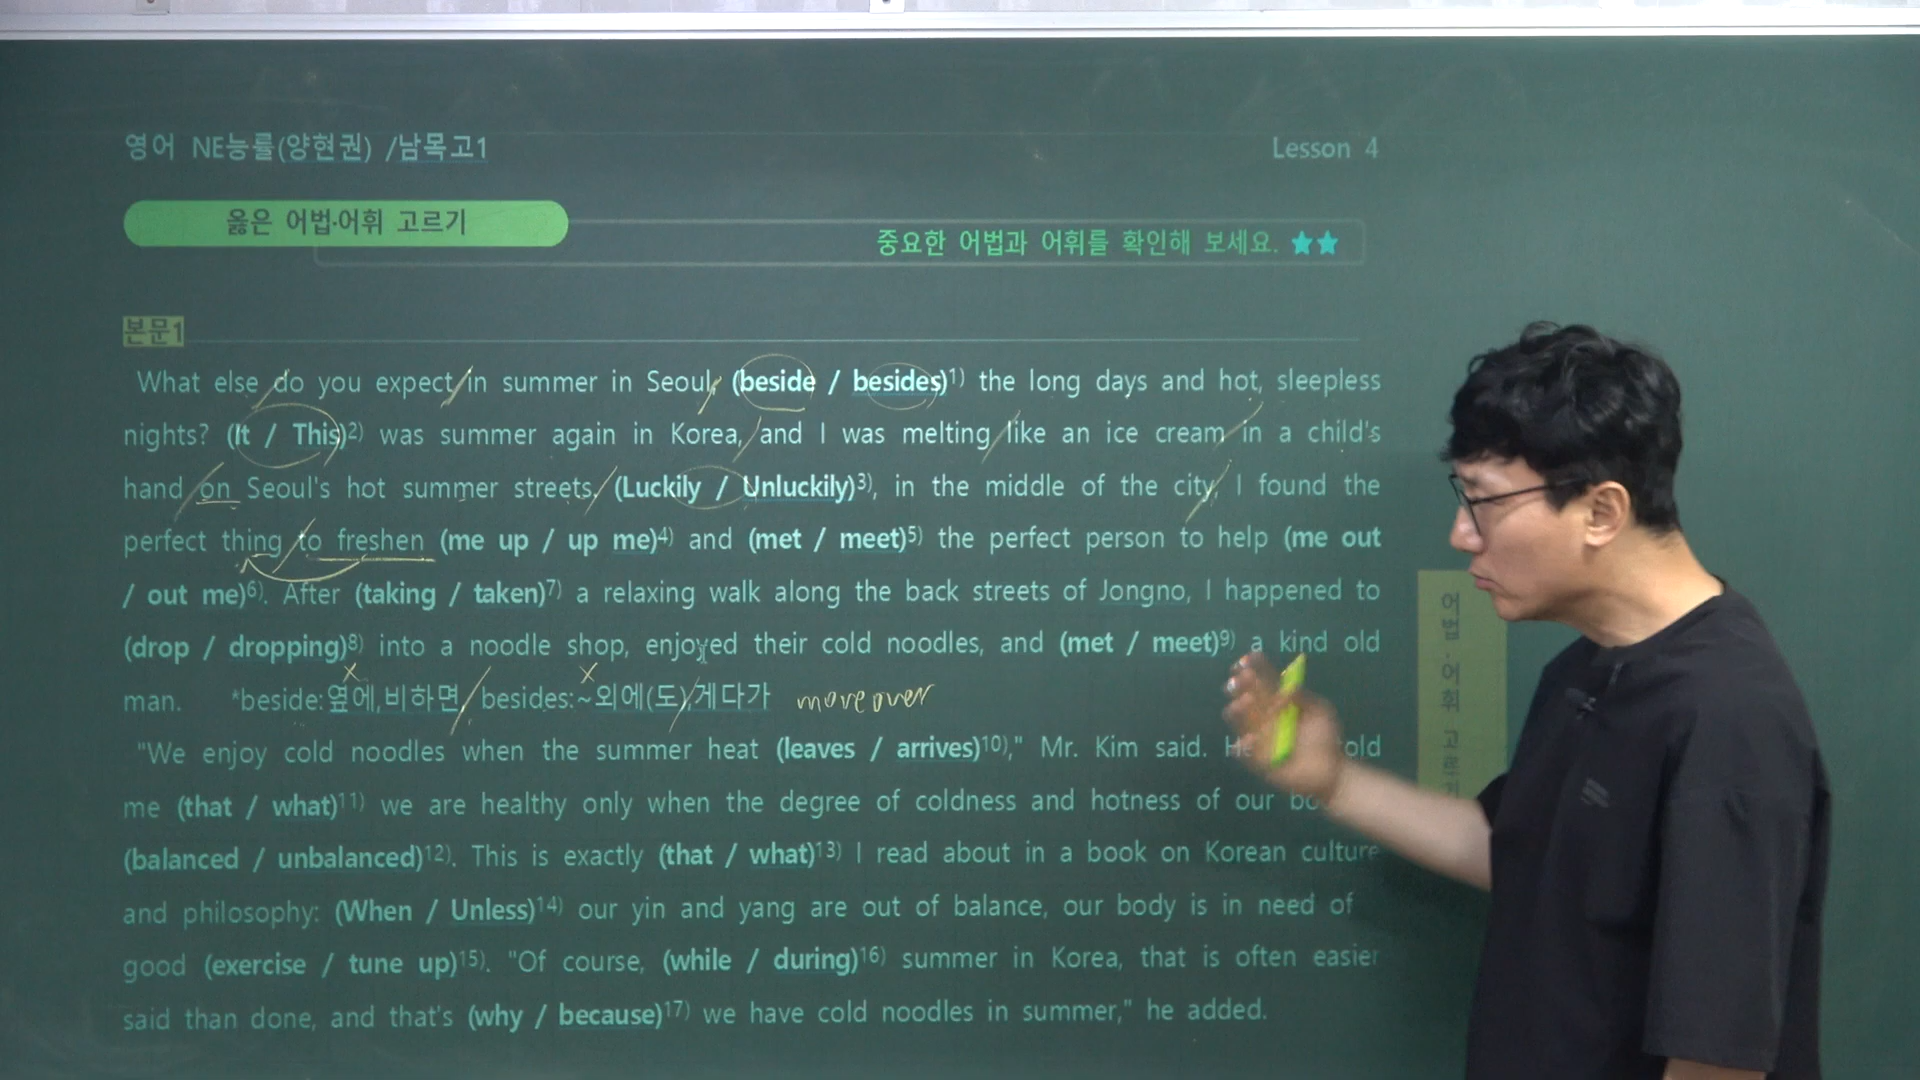 영어 NE능률(양현권) /남목고1
Lesson 4
옳은 어법·어휘 고르기
중요한 어법과 어휘를 확인해 보세요. ★★
본문1
What else do you expect in summer in Seoul, (beside / besides)1) the long days and hot, sleepless
nights? (It / This)2) was summer again in Korea, and I was melting like an ice cream in a child's
hand on Seoul's hot summer streets. (Luckily / Unluckily)3), in the middle of the city, I found the
perfect thing to freshen (me up / up me)4) and (met / meet)5) the perfect person to help (me out
/ out me)6). After (taking / taken)7) a relaxing walk along the back streets of Jongno, I happened to
(drop / dropping)8) into a noodle shop, enjoyed their cold noodles, and (met / meet)9) a kind old
man. *beside:옆에,비하면, besides:~외에(도),게다가 moreover
"We enjoy cold noodles when the summer heat (leaves / arrives)10)," Mr. Kim said. He old
me (that / what)11) we are healthy only when the degree of coldness and hotness of our
(balanced / unbalanced)12). This is exactly (that / what)13) I read about in a book on Korean culture
and philosophy: (When / Unless)14) our yin and yang are out of balance, our body is in need of
good (exercise / tune up)15). "Of course, (while / during)16) summer in Korea, that is often easier
said than done, and that's (why / because)17) we have cold noodles in summer," he added.
어법·어휘 고르기